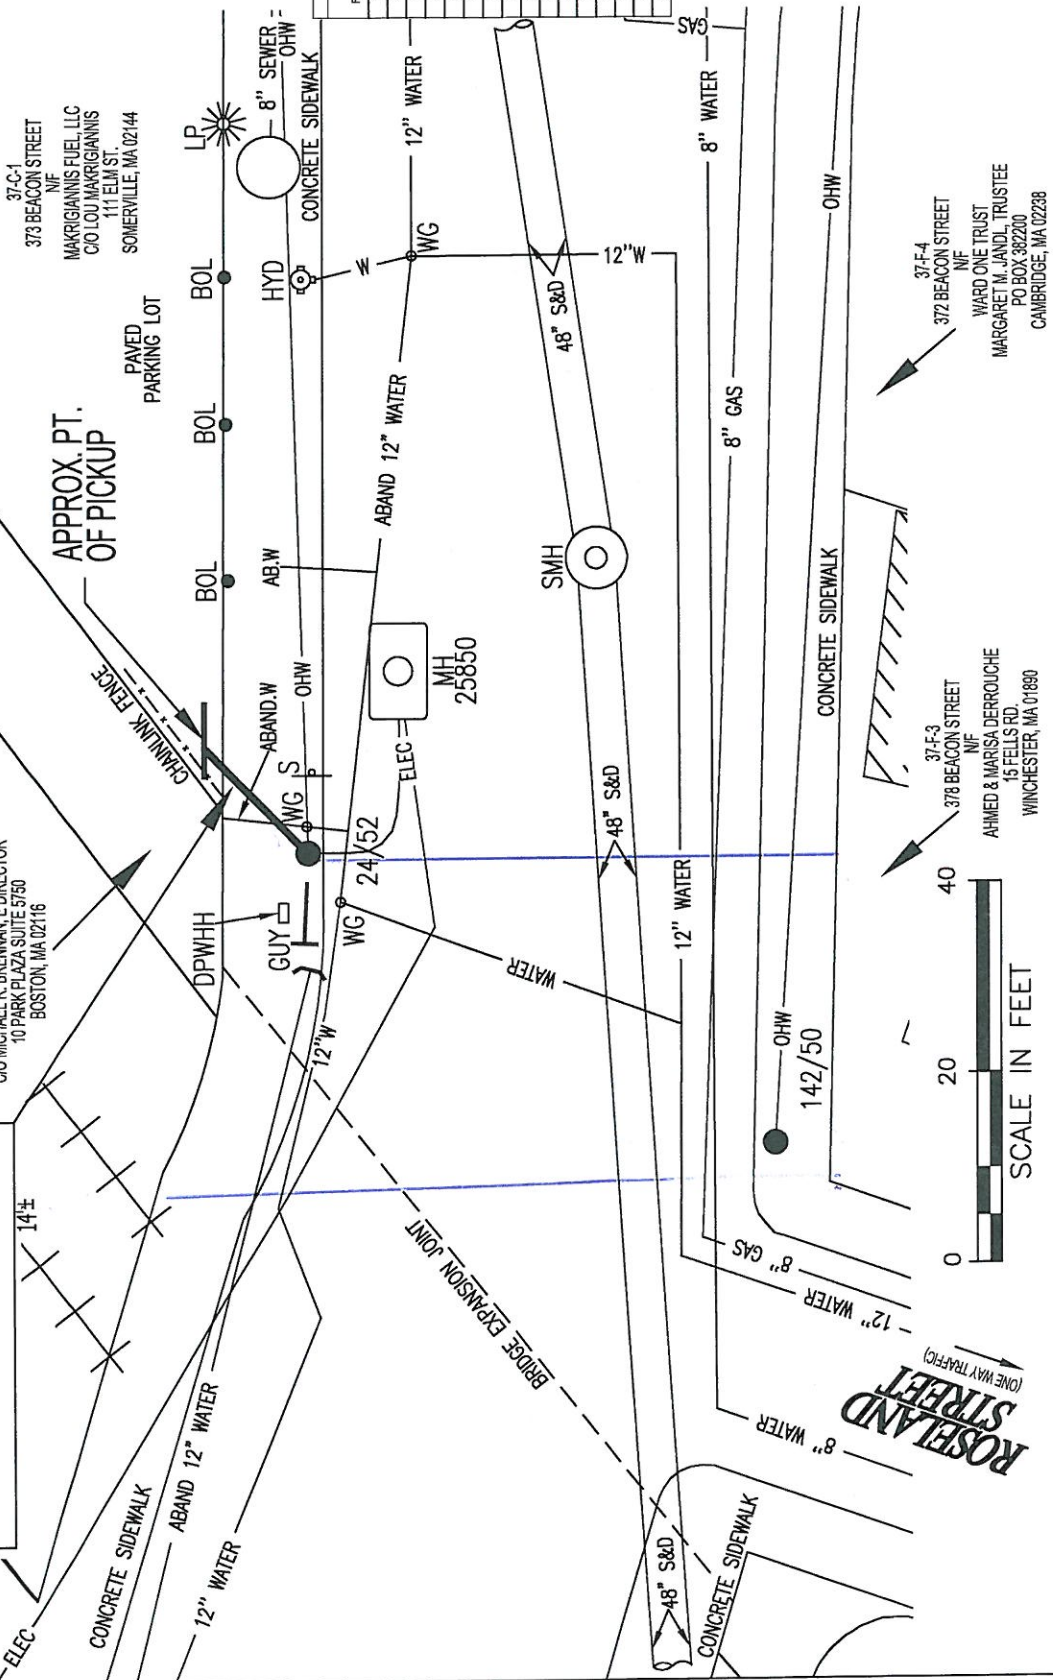 37-C-1
373 BEACON STREET
N/F
MAKRIGIANNIS FUEL, LLC
C/O LOU MAKRIGIANNIS
111 ELM ST.
SOMERVILLE, MA 02144
PAVED
PARKING LOT
APPROX. PT.
OF PICKUP
CHAINLINK FENCE
C/O MICHAEL R. BRENNAN, E DIRECTOR
10 PARK PLAZA SUITE 5750
BOSTON, MA 02116
14'±
LP
BOL
BOL
BOL
8" SEWER
OHW
CONCRETE SIDEWALK
HYD
W
WG
12" WATER
12"W
AB.W
ABAND 12" WATER
ABAND.W
OHW
S
WG
24/52
MH
25850
ELEC
DPWHH
GUY
WG
12"W
WATER
48" S&D
SMH
48" S&D
48" S&D
GAS
8" WATER
8" GAS
12" WATER
OHW
CONCRETE SIDEWALK
OHW
142/50
BRIDGE EXPANSION JOINT
ELEC
CONCRETE SIDEWALK
ABAND 12" WATER
12" WATER
CONCRETE SIDEWALK
8" GAS
12" WATER
8" WATER
ROSELAND
STREET
(ONE WAY TRAFFIC)
37-F-4
372 BEACON STREET
N/F
WARD ONE TRUST
MARGARET M. JANDL, TRUSTEE
PO BOX 382200
CAMBRIDGE, MA 02238
37-F-3
378 BEACON STREET
N/F
AHMED & MARISA DERROUCHE
15 FELLS RD.
WINCHESTER, MA 01890
0 20 40
SCALE IN FEET